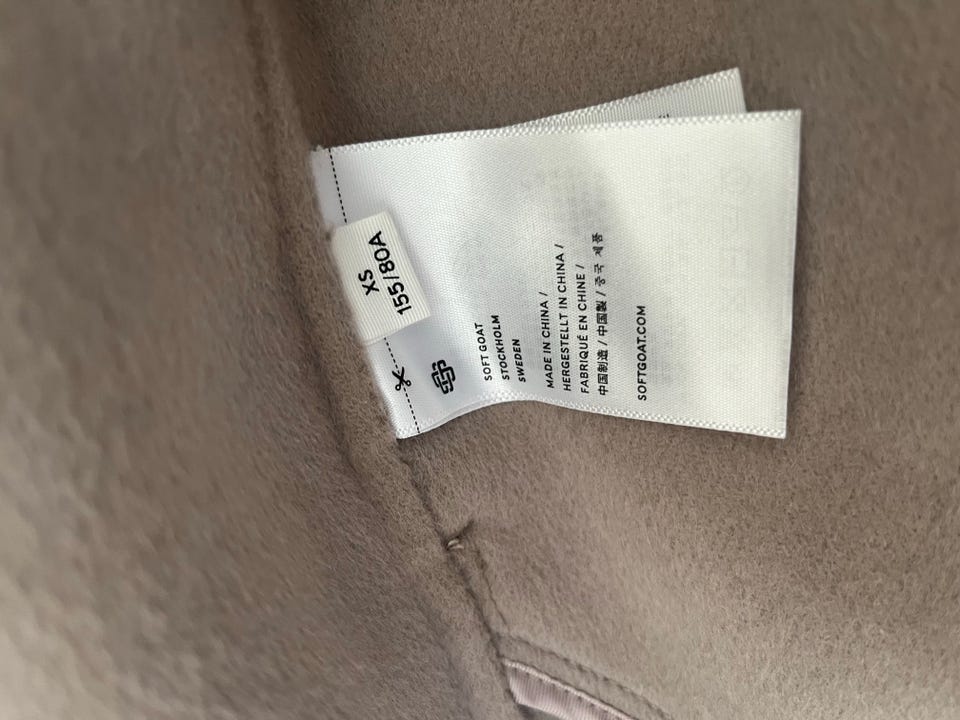 XS
155/80A
SOFT GOAT
STOCKHOLM
SWEDEN
MADE IN CHINA /
HERGESTELLT IN CHINA /
FABRIQUÉ EN CHINE /
中国制造 / 中国製 / 중국 제품
SOFTGOAT.COM